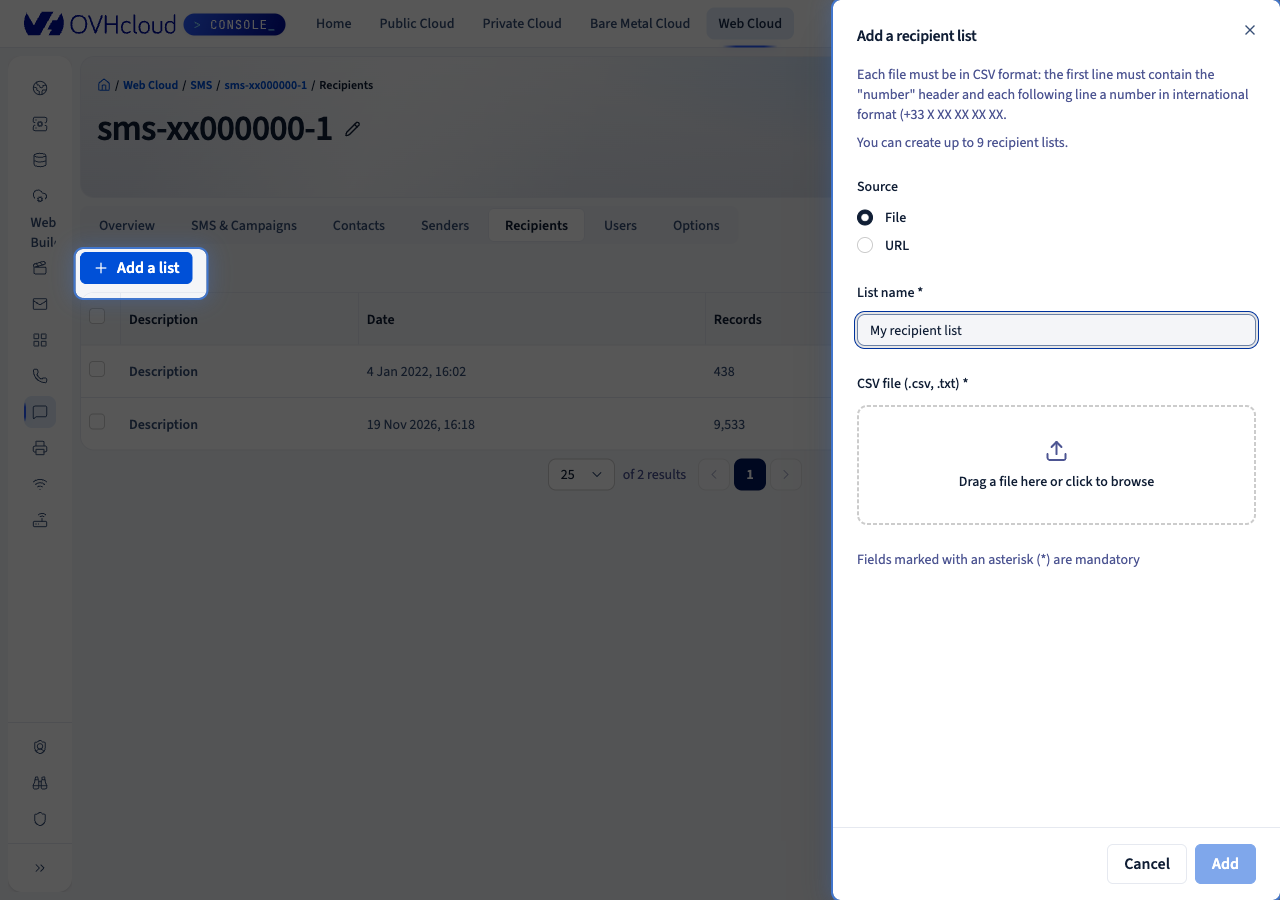 OVHcloud > CONSOLE_ Home Public Cloud Private Cloud Bare Metal Cloud Web Cloud
/ Web Cloud / SMS / sms-xx000000-1 / Recipients
sms-xx000000-1
Web
Buil
Overview SMS & Campaigns Contacts Senders Recipients Users Options
+ Add a list
Description Date Records
Description 4 Jan 2022, 16:02 438
Description 19 Nov 2026, 16:18 9,533
25 of 2 results 1
Add a recipient list
Each file must be in CSV format: the first line must contain the
"number" header and each following line a number in international
format (+33 X XX XX XX XX.
You can create up to 9 recipient lists.
Source
File
URL
List name *
My recipient list
CSV file (.csv, .txt) *
Drag a file here or click to browse
Fields marked with an asterisk (*) are mandatory
Cancel Add